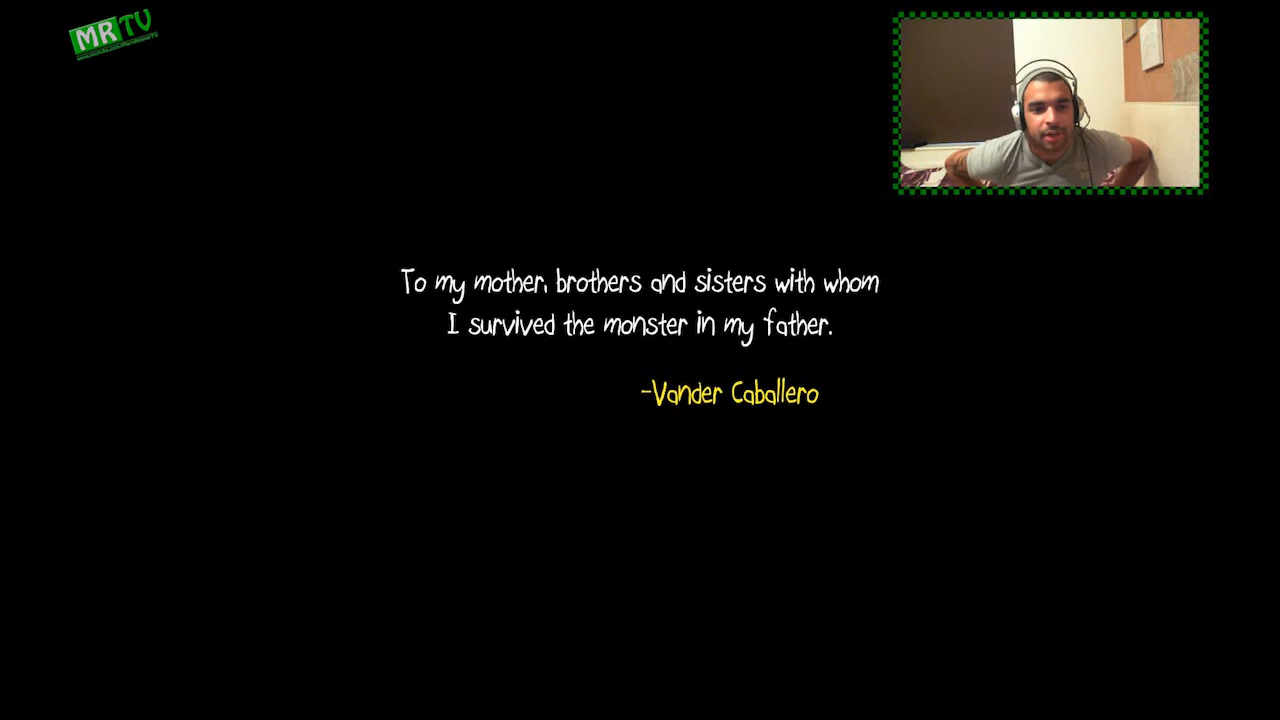 MRTV
To my mother, brothers and sisters with whom
I survived the monster in my father.
-Vander Caballero